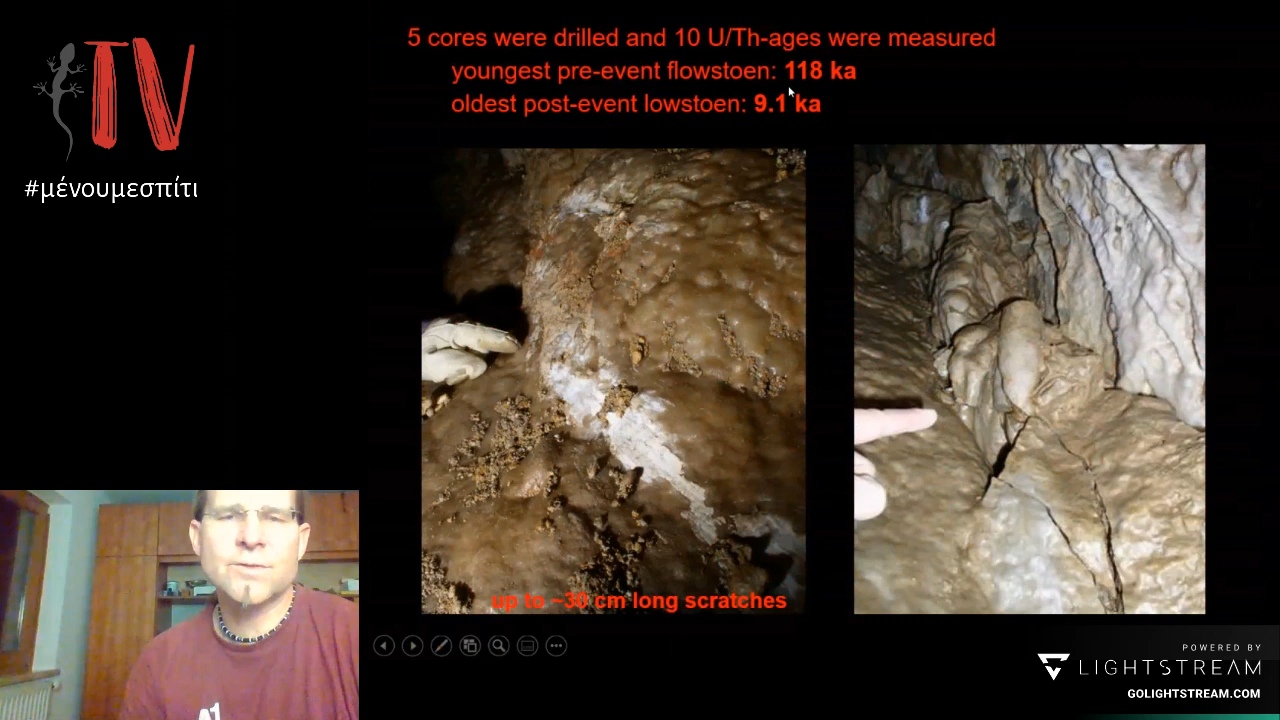 TV
#μένουμεσπίτι
5 cores were drilled and 10 U/Th-ages were measured
youngest pre-event flowstoen: 118 ka
oldest post-event lowstoen: 9.1 ka
up to ~30 cm long scratches
A1
POWERED BY
LIGHTSTREAM
GOLIGHTSTREAM.COM